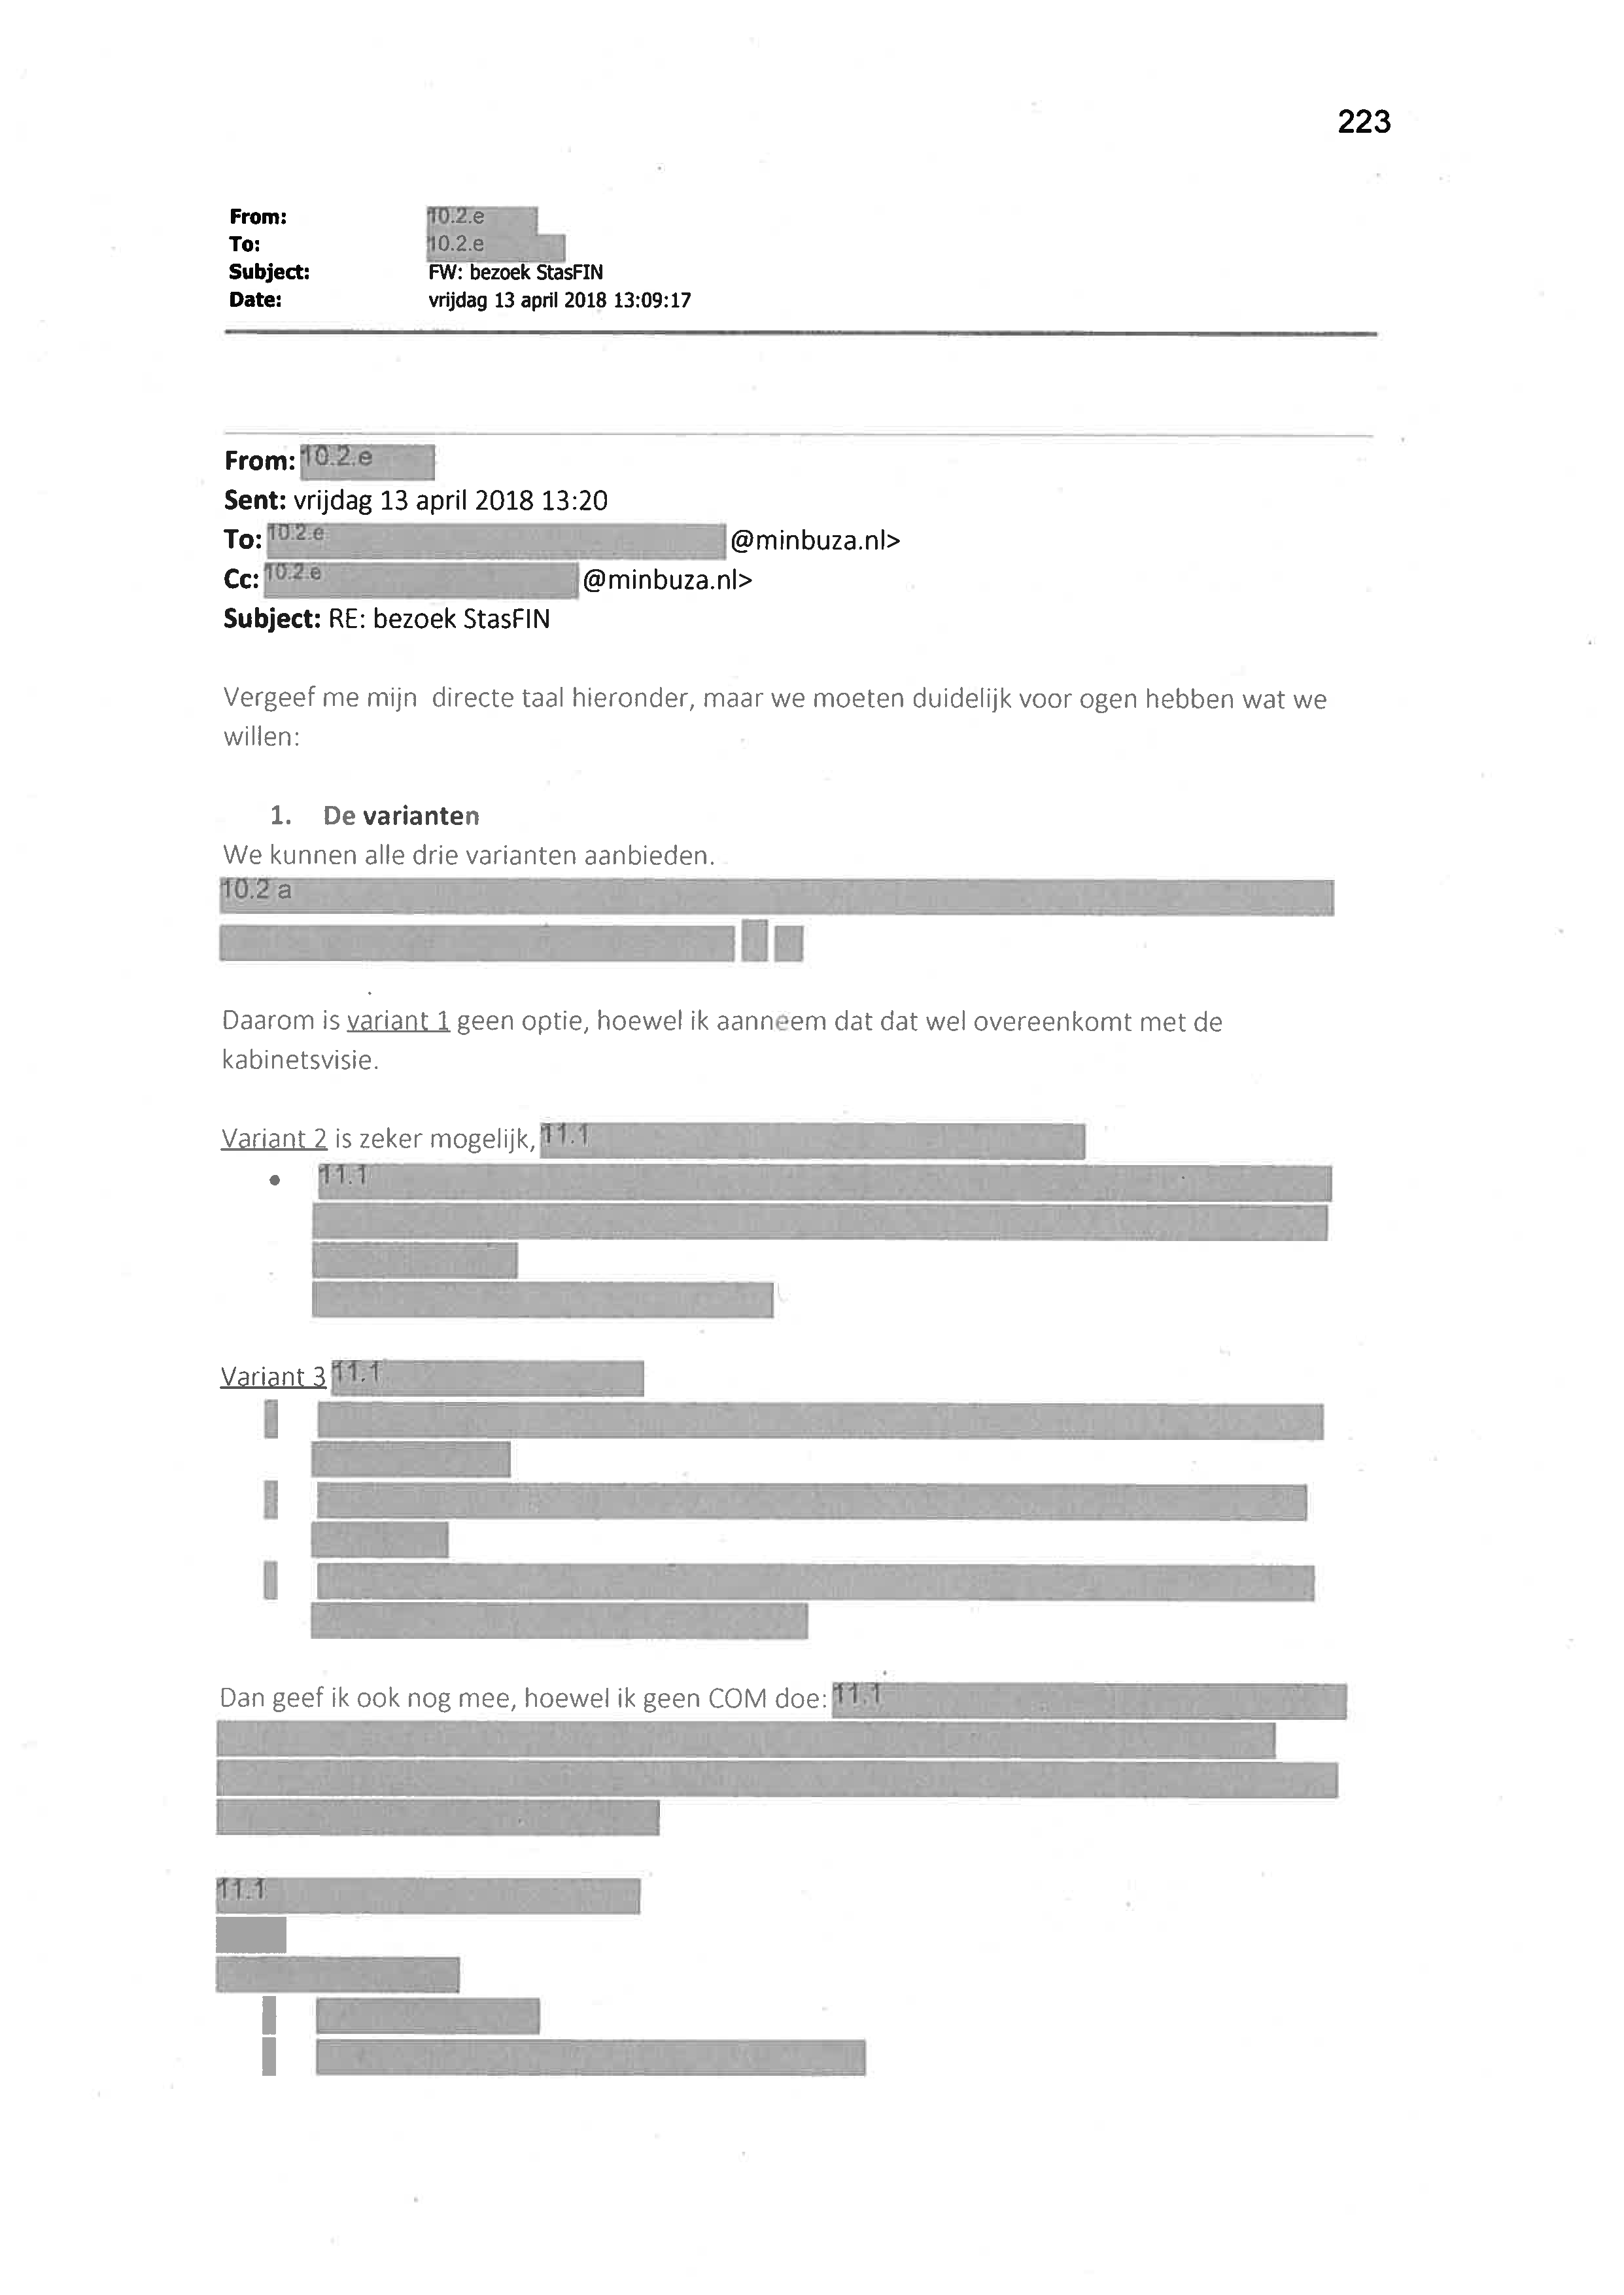 223
From: 10.2.e
To: 10.2.e
Subject: FW: bezoek StasFIN
Date: vrijdag 13 april 2018 13:09:17
From: 10.2.e
Sent: vrijdag 13 april 2018 13:20
To: 10.2.e @minbuza.nl>
Cc: 10.2.e @minbuza.nl>
Subject: RE: bezoek StasFIN
Vergeef me mijn directe taal hieronder, maar we moeten duidelijk voor ogen hebben wat we
willen:
1. De varianten
We kunnen alle drie varianten aanbieden.
10.2 a
Daarom is variant 1 geen optie, hoewel ik aanneem dat dat wel overeenkomt met de
kabinetsvisie.
Variant 2 is zeker mogelijk, 11.1
• 11.1
Variant 3 11.1
Dan geef ik ook nog mee, hoewel ik geen COM doe: 11.1
11.1